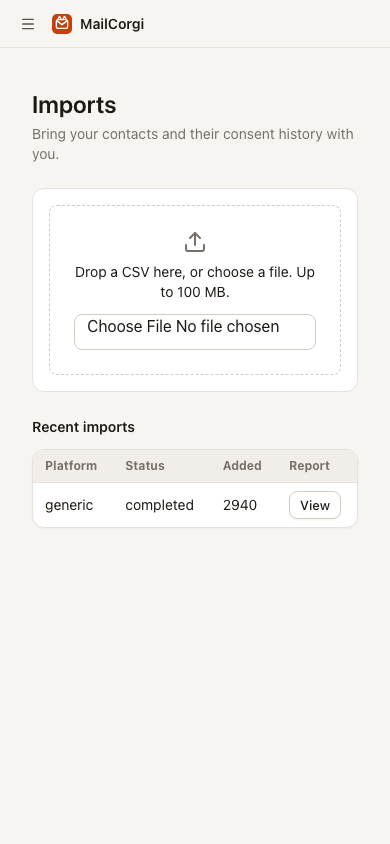 MailCorgi
Imports
Bring your contacts and their consent history with
you.
Drop a CSV here, or choose a file. Up
to 100 MB.
Choose File No file chosen
Recent imports
Platform Status Added Report
generic completed 2940 View